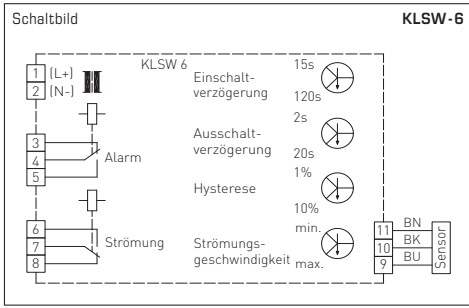 Schaltbild KLSW-6
KLSW 6
1 (L+)
2 (N-)
3
4
5
Alarm
6
7
8
Strömung
Einschalt-
verzögerung
15s
120s
Ausschalt-
verzögerung
2s
20s
Hysterese
1%
10%
Strömungs-
geschwindigkeit
min.
max.
11 BN
10 BK
9 BU
Sensor